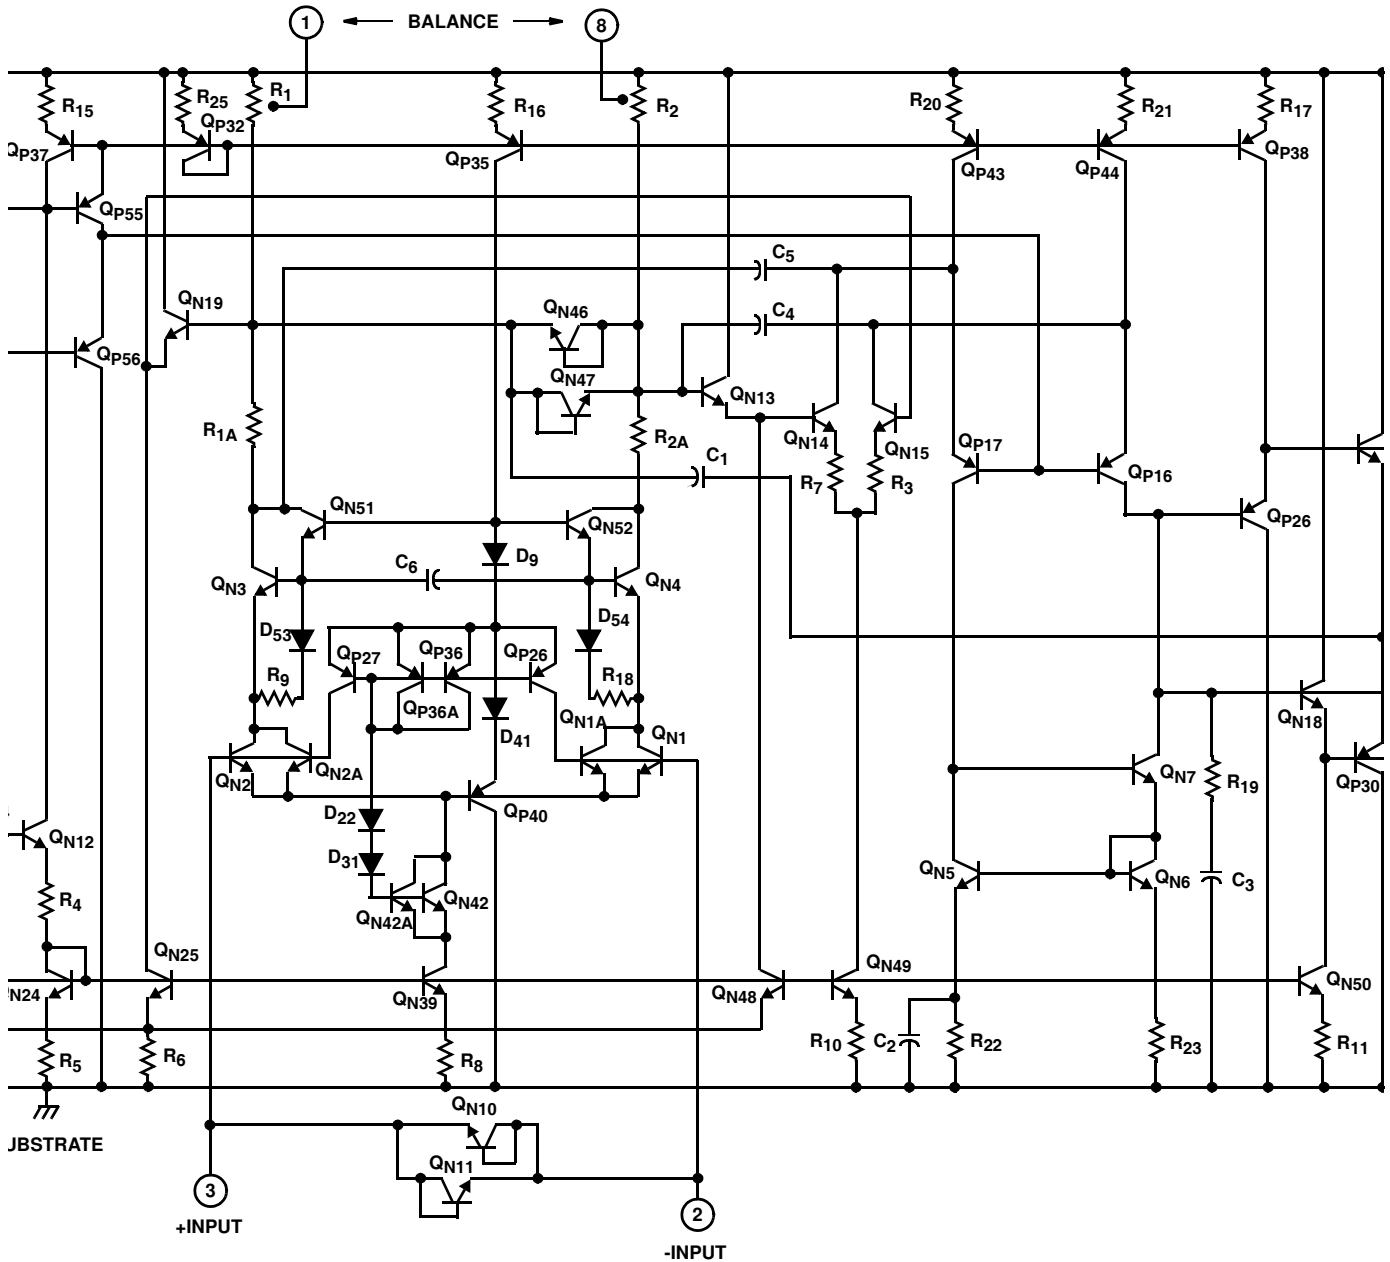 1 BALANCE 8
R15 R25 R1 R16 R2 R20 R21 R17
QP37 QP32 QP35 QP43 QP44 QP38
QP55
C5
QN19 QN46 C4
QP56 QN47 QN13
R1A R2A QN14 QN15 QP17 QP16
C1 R7 R3
QN51 QN52 QP26
D9
QN3 C6 QN4
D53 D54
QP27 QP36 QP26
R9 R18
QP36A QN1A QN1 QN18
D41
QN2 QN2A QN7 R19 QP30
D22 QP40
QN12
D31 QN5 QN6 C3
R4 QN42A QN42
QN25 QN49
N24 QN39 QN48 QN50
R5 R6 R8 R10 C2 R22 R23 R11
UBSTRATE
QN10
QN11
3 2
+INPUT
-INPUT